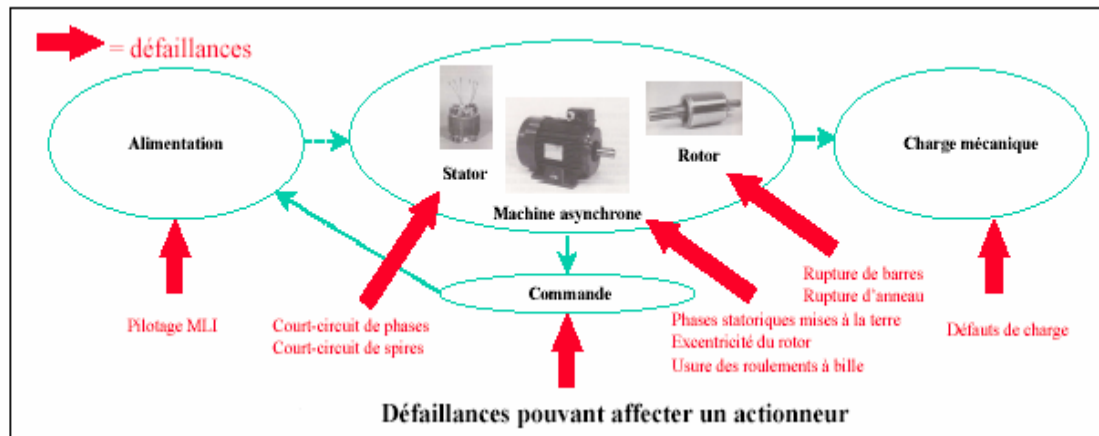 = défaillances
Alimentation
Stator
Rotor
Machine asynchrone
Charge mécanique
Commande
Pilotage MLI
Court-circuit de phases
Court-circuit de spires
Rupture de barres
Rupture d'anneau
Phases statoriques mises à la terre
Excentricité du rotor
Usure des roulements à bille
Défauts de charge
Défaillances pouvant affecter un actionneur